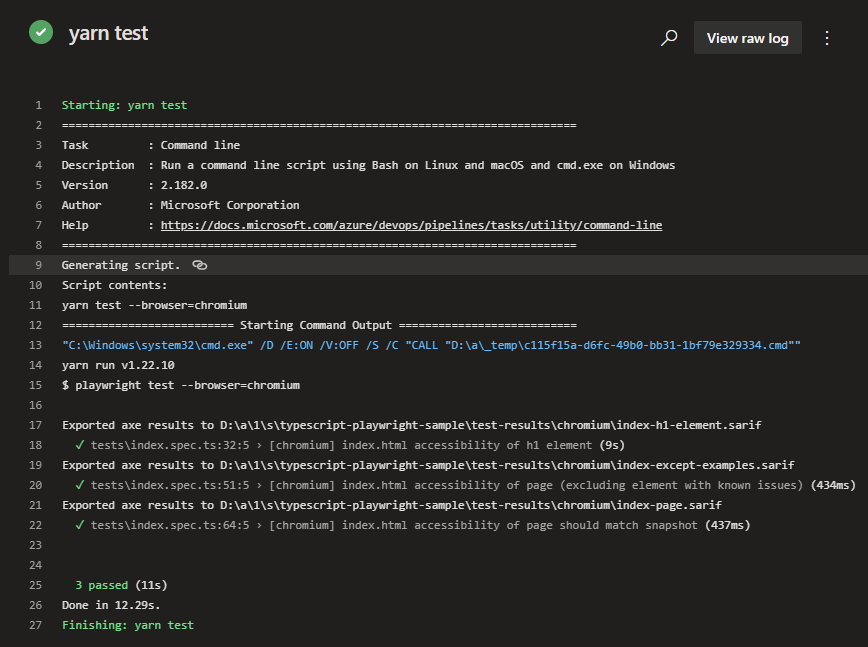 yarn test
View raw log
1 Starting: yarn test
2 ==============================================================================
3 Task         : Command line
4 Description  : Run a command line script using Bash on Linux and macOS and cmd.exe on Windows
5 Version      : 2.182.0
6 Author       : Microsoft Corporation
7 Help         : https://docs.microsoft.com/azure/devops/pipelines/tasks/utility/command-line
8 ==============================================================================
9 Generating script.
10 Script contents:
11 yarn test --browser=chromium
12 ========================== Starting Command Output ===========================
13 "C:\Windows\system32\cmd.exe" /D /E:ON /V:OFF /S /C "CALL "D:\a\_temp\c115f15a-d6fc-49b0-bb31-1bf79e329334.cmd""
14 yarn run v1.22.10
15 $ playwright test --browser=chromium
16
17 Exported axe results to D:\a\1\s\typescript-playwright-sample\test-results\chromium\index-h1-element.sarif
18 ✓ tests\index.spec.ts:32:5 › [chromium] index.html accessibility of h1 element (9s)
19 Exported axe results to D:\a\1\s\typescript-playwright-sample\test-results\chromium\index-except-examples.sarif
20 ✓ tests\index.spec.ts:51:5 › [chromium] index.html accessibility of page (excluding element with known issues) (434ms)
21 Exported axe results to D:\a\1\s\typescript-playwright-sample\test-results\chromium\index-page.sarif
22 ✓ tests\index.spec.ts:64:5 › [chromium] index.html accessibility of page should match snapshot (437ms)
23
24
25 3 passed (11s)
26 Done in 12.29s.
27 Finishing: yarn test